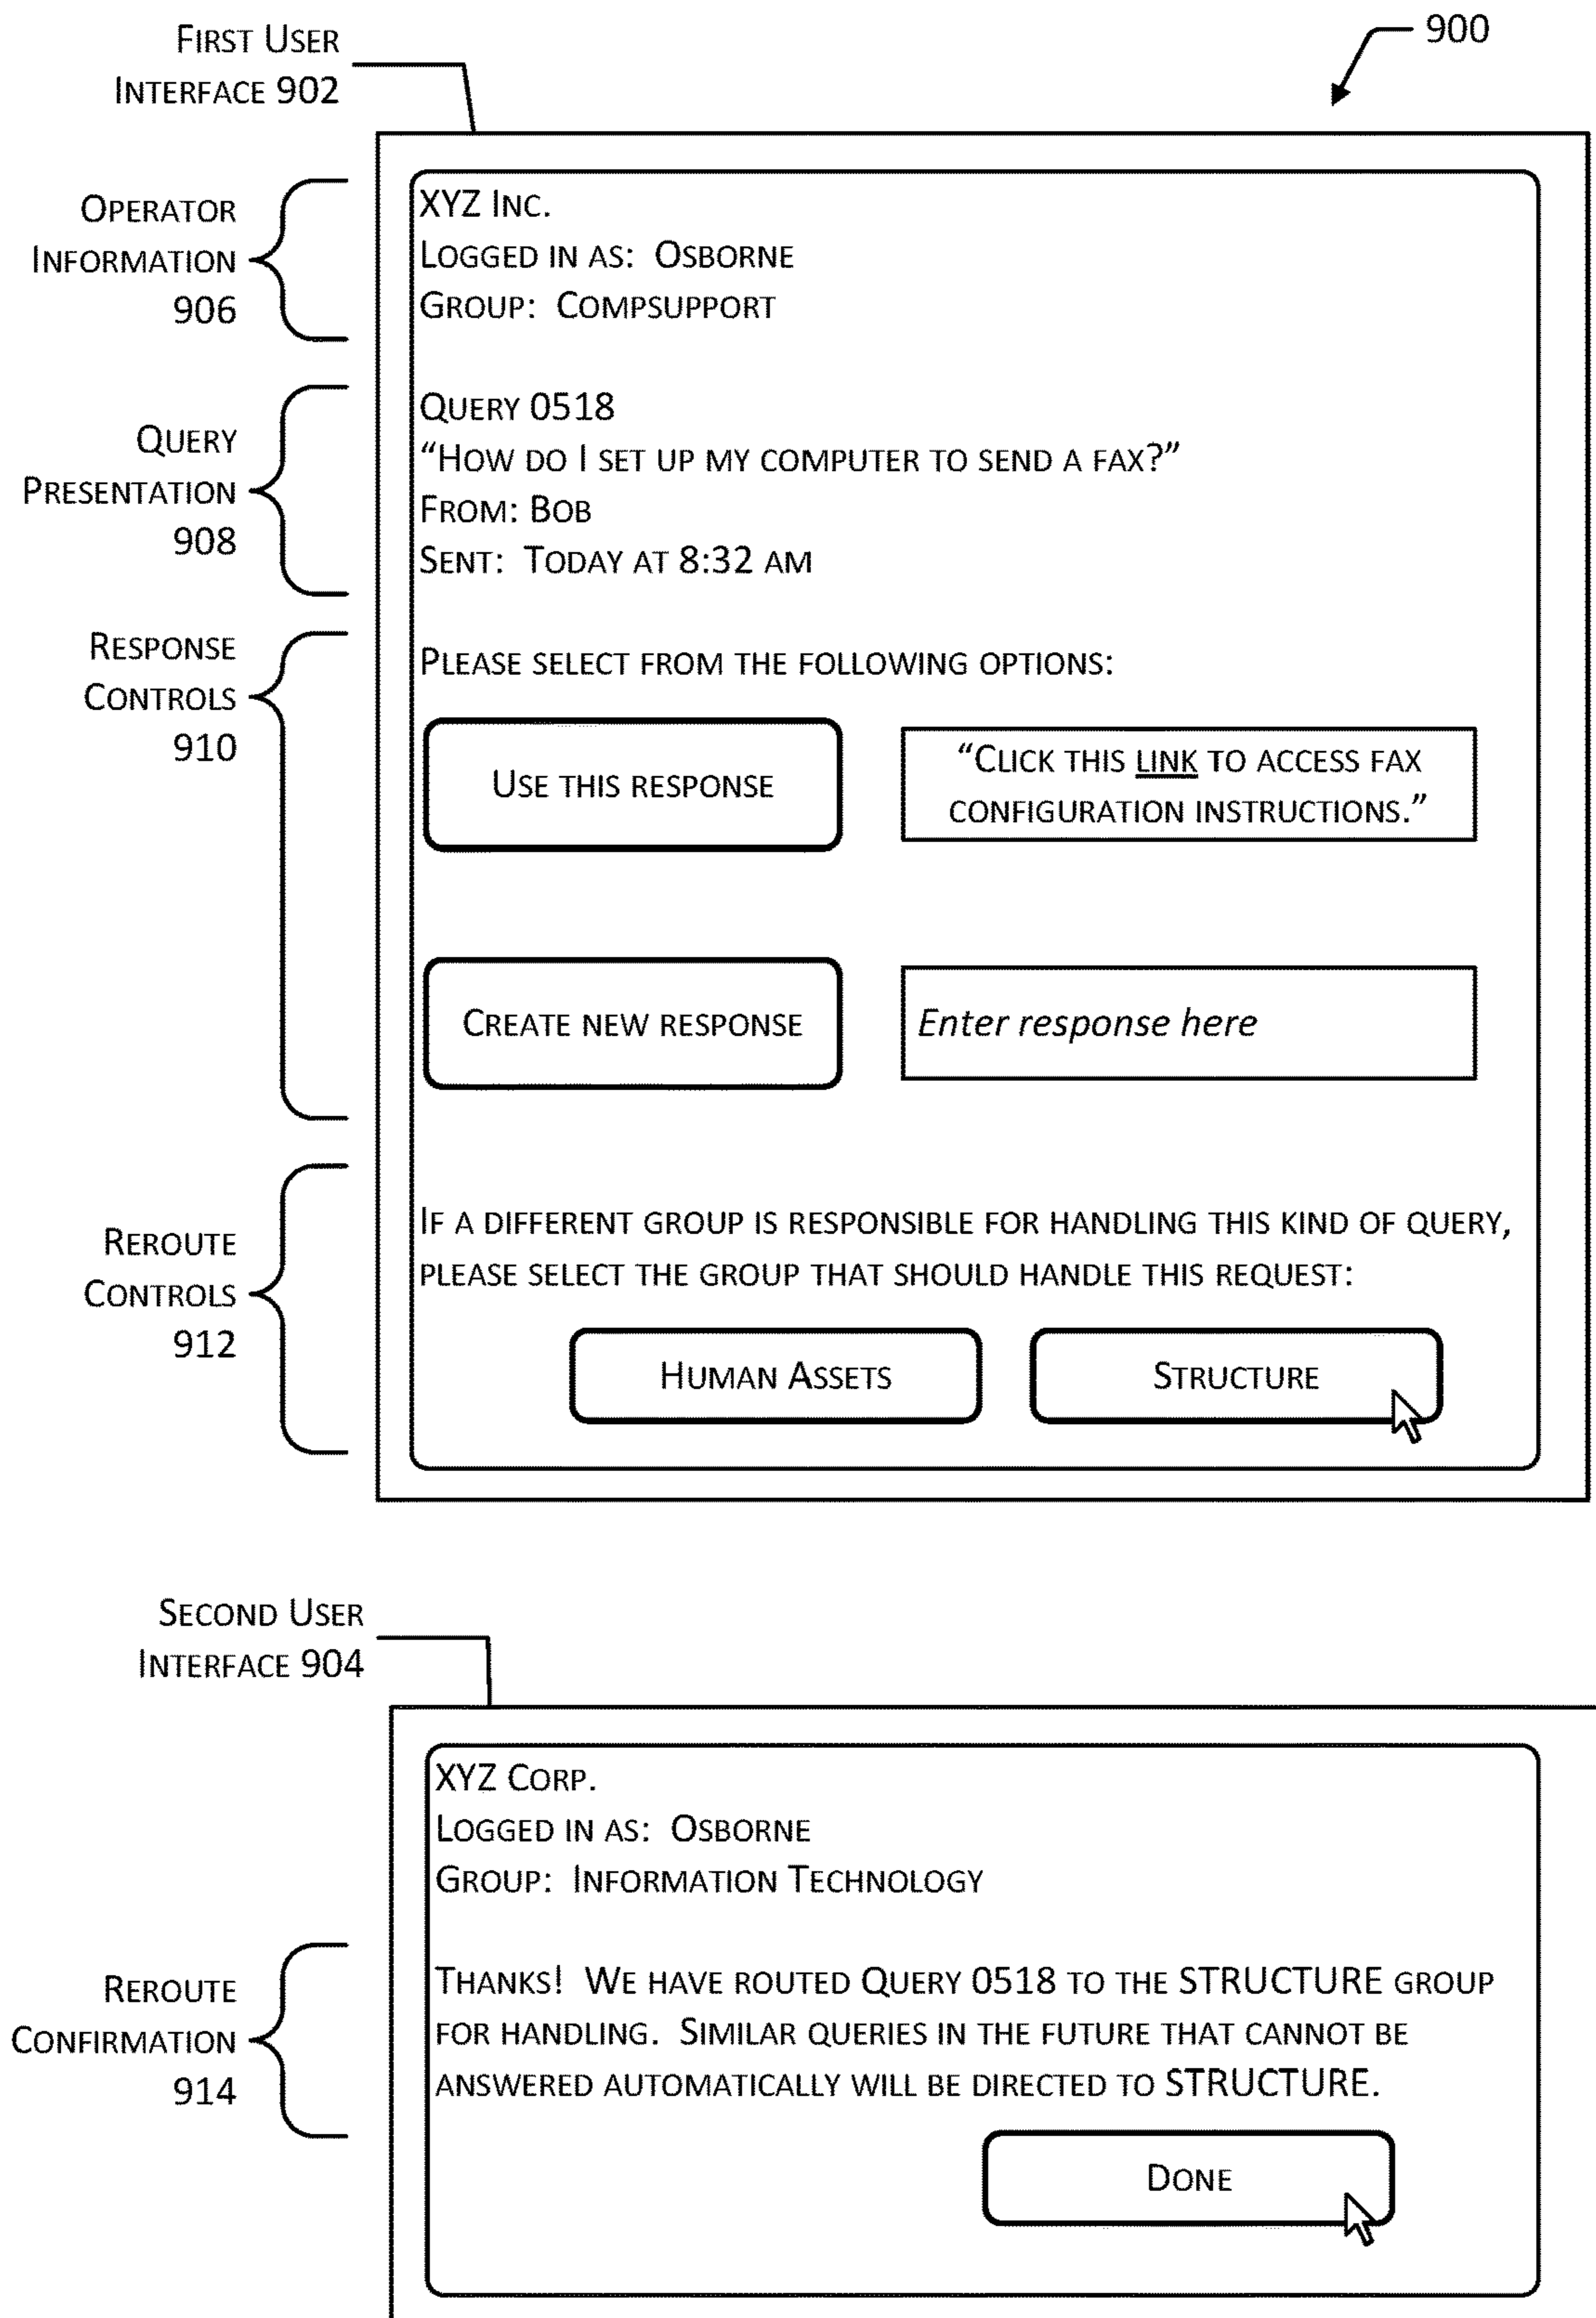 900
First User
Interface 902
Operator
Information
906
XYZ Inc.
Logged in as: Osborne
Group: Compsupport
Query
Presentation
908
Query 0518
“How do I set up my computer to send a fax?”
From: Bob
Sent: Today at 8:32 am
Response
Controls
910
Please select from the following options:
Use this response
“Click this link to access fax
configuration instructions.”
Create new response
Enter response here
Reroute
Controls
912
If a different group is responsible for handling this kind of query,
please select the group that should handle this request:
Human Assets
Structure
Second User
Interface 904
XYZ Corp.
Logged in as: Osborne
Group: Information Technology
Reroute
Confirmation
914
Thanks! We have routed Query 0518 to the STRUCTURE group
for handling. Similar queries in the future that cannot be
answered automatically will be directed to STRUCTURE.
Done